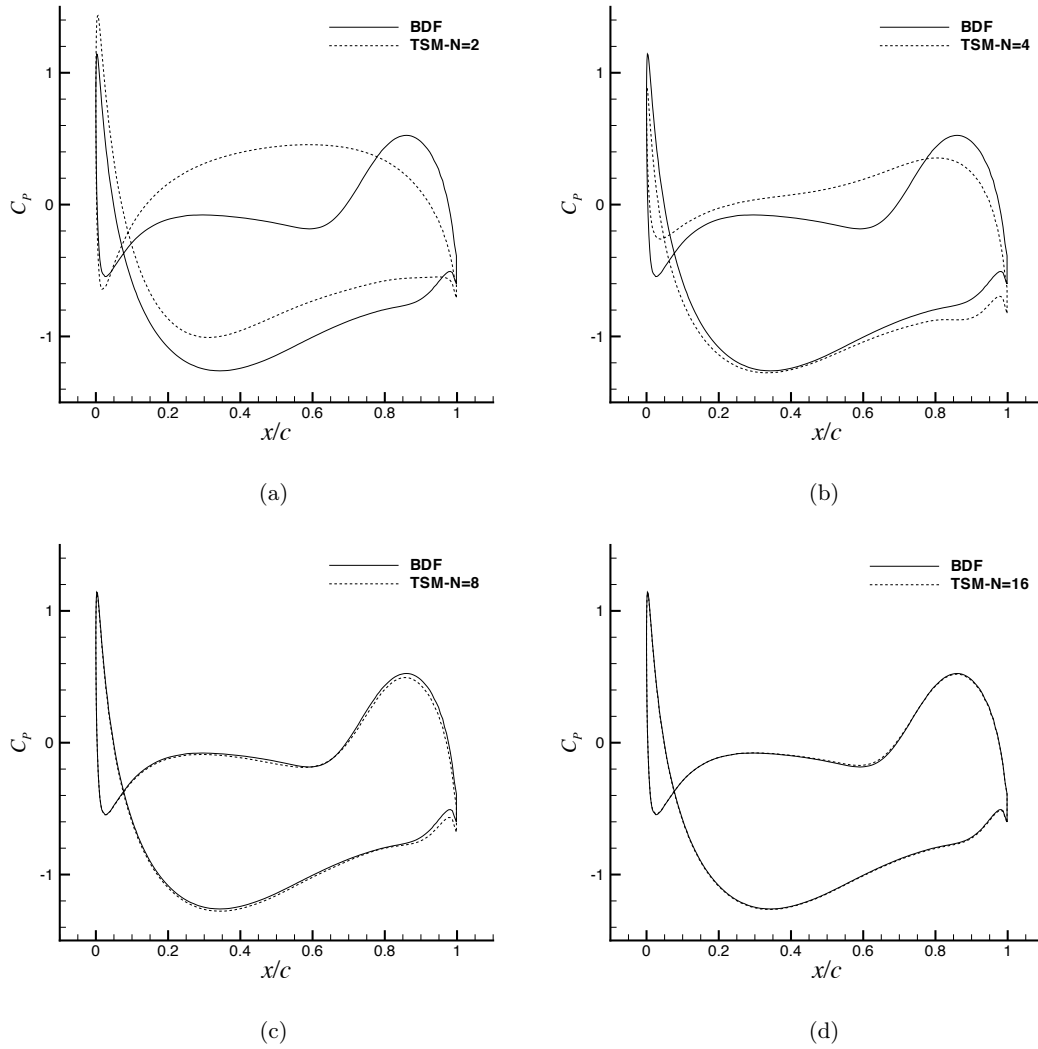 BDF
TSM-N=2
1
0
-1
C_P
0 0.2 0.4 0.6 0.8 1
x/c
(a)
BDF
TSM-N=4
1
0
-1
C_P
0 0.2 0.4 0.6 0.8 1
x/c
(b)
BDF
TSM-N=8
1
0
-1
C_P
0 0.2 0.4 0.6 0.8 1
x/c
(c)
BDF
TSM-N=16
1
0
-1
C_P
0 0.2 0.4 0.6 0.8 1
x/c
(d)